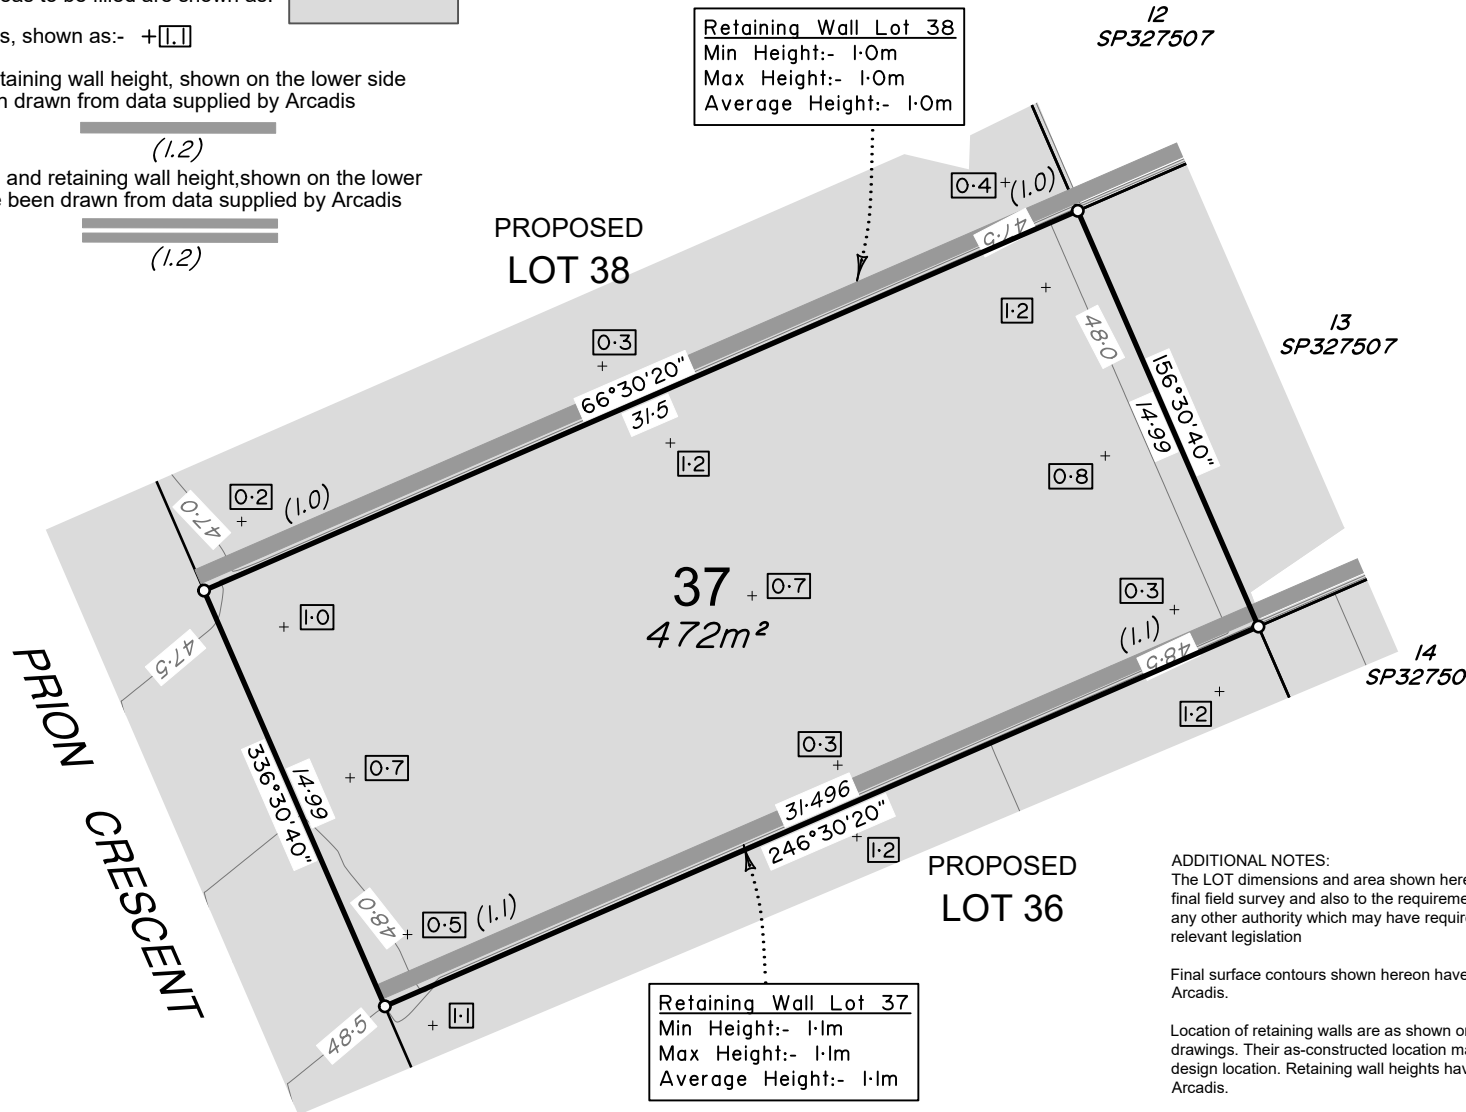 eas to be filled are shown as:
s, shown as:- +1.1
taining wall height, shown on the lower side
n drawn from data supplied by Arcadis
(1.2)
and retaining wall height,shown on the lower
e been drawn from data supplied by Arcadis
(1.2)
Retaining Wall Lot 38
Min Height:- 1·0m
Max Height:- 1·0m
Average Height:- 1·0m
12
SP327507
0·4
(1.0)
47·5
PROPOSED
LOT 38
1·2
48·0
13
SP327507
0·3
66°30'20"
31·5
156°30'40"
14·99
1·2
0·8
0·2
(1.0)
47·0
37
472m²
0·7
0·3
1·0
(1.1)
48·5
47·5
14
SP32750
1·2
PRION CRESCENT
336°30'40"
14·99
0·7
0·3
31·496
246°30'20"
1·2
PROPOSED
LOT 36
48·0
0·5
(1.1)
1·1
48·5
Retaining Wall Lot 37
Min Height:- 1·1m
Max Height:- 1·1m
Average Height:- 1·1m
ADDITIONAL NOTES:
The LOT dimensions and area shown here
final field survey and also to the requireme
any other authority which may have require
relevant legislation
Final surface contours shown hereon have
Arcadis.
Location of retaining walls are as shown or
drawings. Their as-constructed location ma
design location. Retaining wall heights hav
Arcadis.